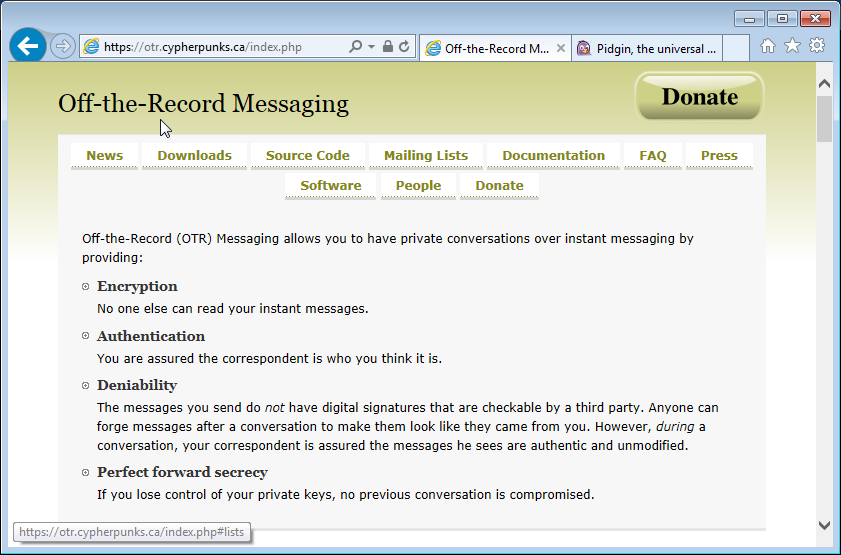 https://otr.cypherpunks.ca/index.php
Off-the-Record M...
Pidgin, the universal ...
Off-the-Record Messaging
Donate
News Downloads Source Code Mailing Lists Documentation FAQ Press
Software People Donate
Off-the-Record (OTR) Messaging allows you to have private conversations over instant messaging by
providing:
Encryption
No one else can read your instant messages.
Authentication
You are assured the correspondent is who you think it is.
Deniability
The messages you send do not have digital signatures that are checkable by a third party. Anyone can
forge messages after a conversation to make them look like they came from you. However, during a
conversation, your correspondent is assured the messages he sees are authentic and unmodified.
Perfect forward secrecy
If you lose control of your private keys, no previous conversation is compromised.
https://otr.cypherpunks.ca/index.php#lists